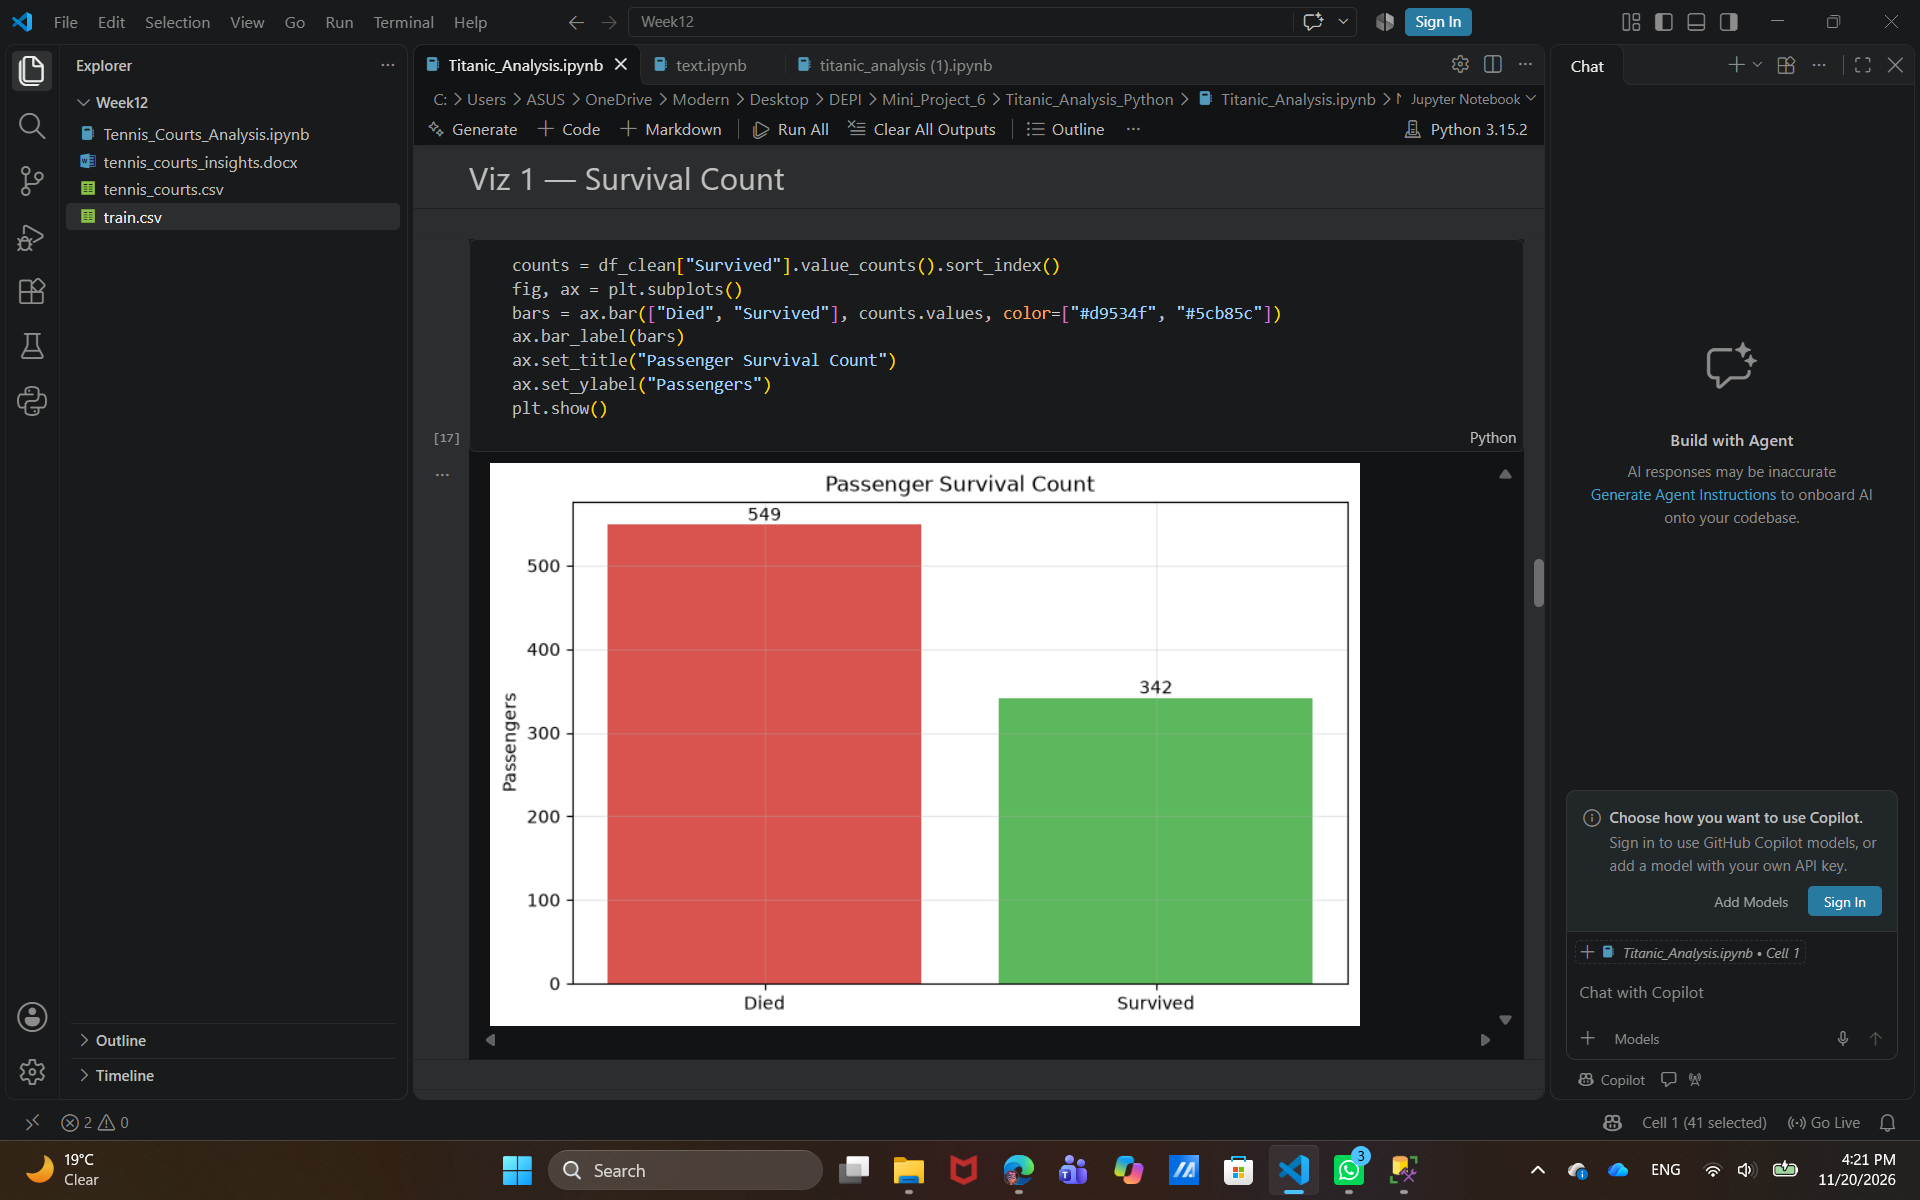 File Edit Selection View Go Run Terminal Help
Week12
Sign In
Explorer
Week12
Tennis_Courts_Analysis.ipynb
tennis_courts_insights.docx
tennis_courts.csv
train.csv
Outline
Timeline
Titanic_Analysis.ipynb
text.ipynb
titanic_analysis (1).ipynb
C: > Users > ASUS > OneDrive > Modern > Desktop > DEPI > Mini_Project_6 > Titanic_Analysis_Python > Titanic_Analysis.ipynb >
Jupyter Notebook
Generate + Code + Markdown Run All Clear All Outputs Outline ...
Python 3.15.2
Viz 1 — Survival Count
counts = df_clean["Survived"].value_counts().sort_index()
fig, ax = plt.subplots()
bars = ax.bar(["Died", "Survived"], counts.values, color=["#d9534f", "#5cb85c"])
ax.bar_label(bars)
ax.set_title("Passenger Survival Count")
ax.set_ylabel("Passengers")
plt.show()
[17]
Python
Passenger Survival Count
549
342
500
400
300
200
100
0
Passengers
Died
Survived
Chat
Build with Agent
AI responses may be inaccurate
Generate Agent Instructions to onboard AI
onto your codebase.
Choose how you want to use Copilot.
Sign in to use GitHub Copilot models, or
add a model with your own API key.
Add Models
Sign In
Titanic_Analysis.ipynb • Cell 1
Chat with Copilot
Models
Copilot
2 0
Cell 1 (41 selected)
Go Live
19°C
Clear
Search
3
ENG
4:21 PM
11/20/2026